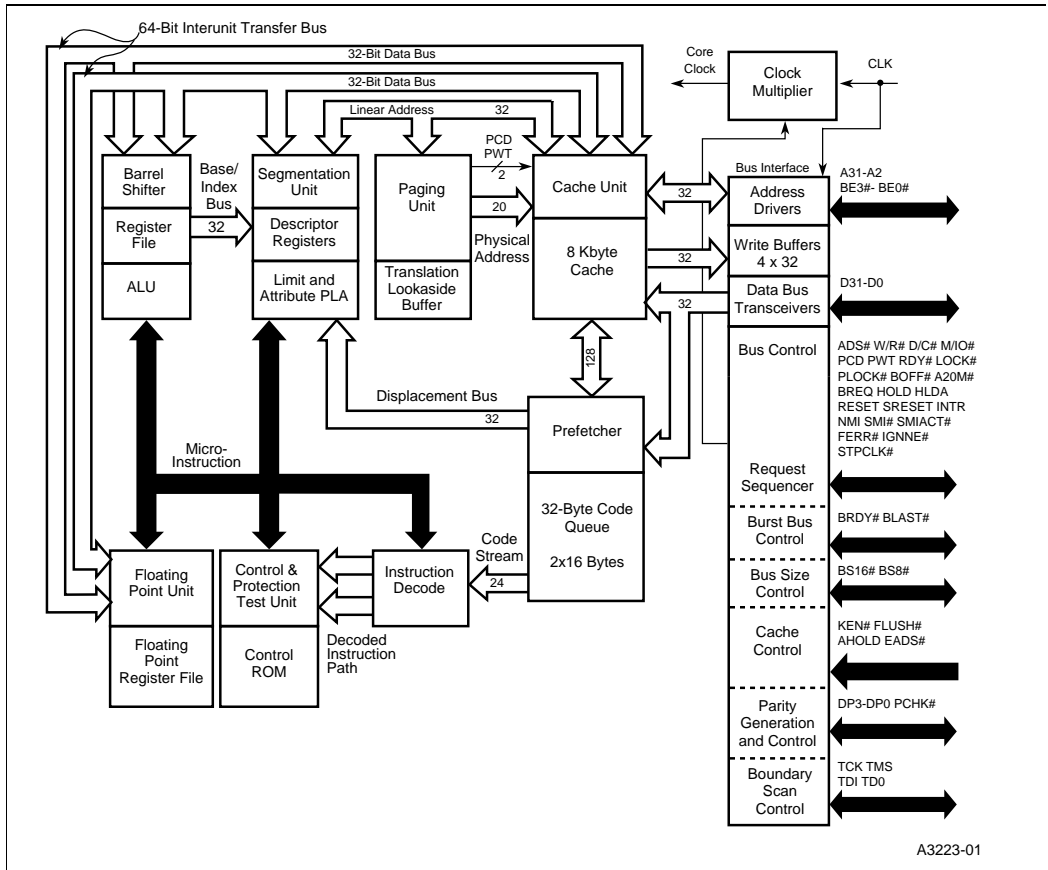 64-Bit Interunit Transfer Bus
32-Bit Data Bus
32-Bit Data Bus
Linear Address
32
Core
Clock
Clock
Multiplier
CLK
PCD
PWT
2
Barrel
Shifter
Register
File
ALU
Base/
Index
Bus
32
Segmentation
Unit
Descriptor
Registers
Limit and
Attribute PLA
Paging
Unit
Translation
Lookaside
Buffer
20
Physical
Address
Cache Unit
8 Kbyte
Cache
32
32
32
128
Bus Interface
Address
Drivers
Write Buffers
4 x 32
Data Bus
Transceivers
Bus Control
Request
Sequencer
Burst Bus
Control
Bus Size
Control
Cache
Control
Parity
Generation
and Control
Boundary
Scan
Control
A31-A2
BE3#- BE0#
D31-D0
ADS# W/R# D/C# M/IO#
PCD PWT RDY# LOCK#
PLOCK# BOFF# A20M#
BREQ HOLD HLDA
RESET SRESET INTR
NMI SMI# SMIACT#
FERR# IGNNE#
STPCLK#
BRDY# BLAST#
BS16# BS8#
KEN# FLUSH#
AHOLD EADS#
DP3-DP0 PCHK#
TCK TMS
TDI TD0
Displacement Bus
32
Prefetcher
32-Byte Code
Queue
2x16 Bytes
Micro-
Instruction
Code
Stream
24
Floating
Point Unit
Floating
Point
Register File
Control &
Protection
Test Unit
Control
ROM
Instruction
Decode
Decoded
Instruction
Path
A3223-01